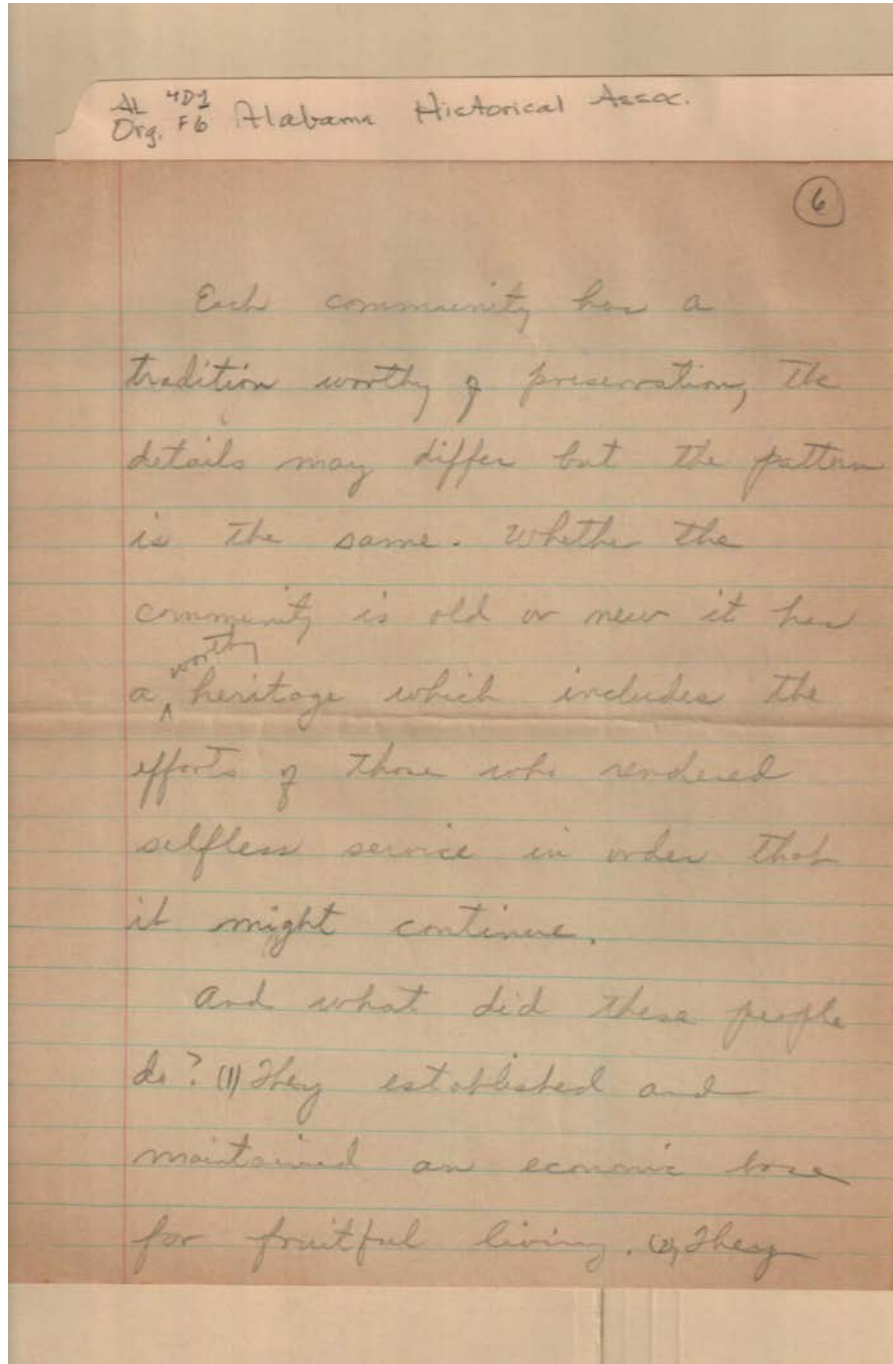 AL 4D1
Org. F6 Alabama Historical Assoc.
6
Each community has a
tradition worthy of preservation, the
details may differ but the pattern
is the same. Whether the
community is old or new it has
worthy
a ^ heritage which includes the
efforts of those who rendered
selfless service in order that
it might continue.
And what did these people
do? (1) They established and
maintained an economic base
for fruitful living. (2) They